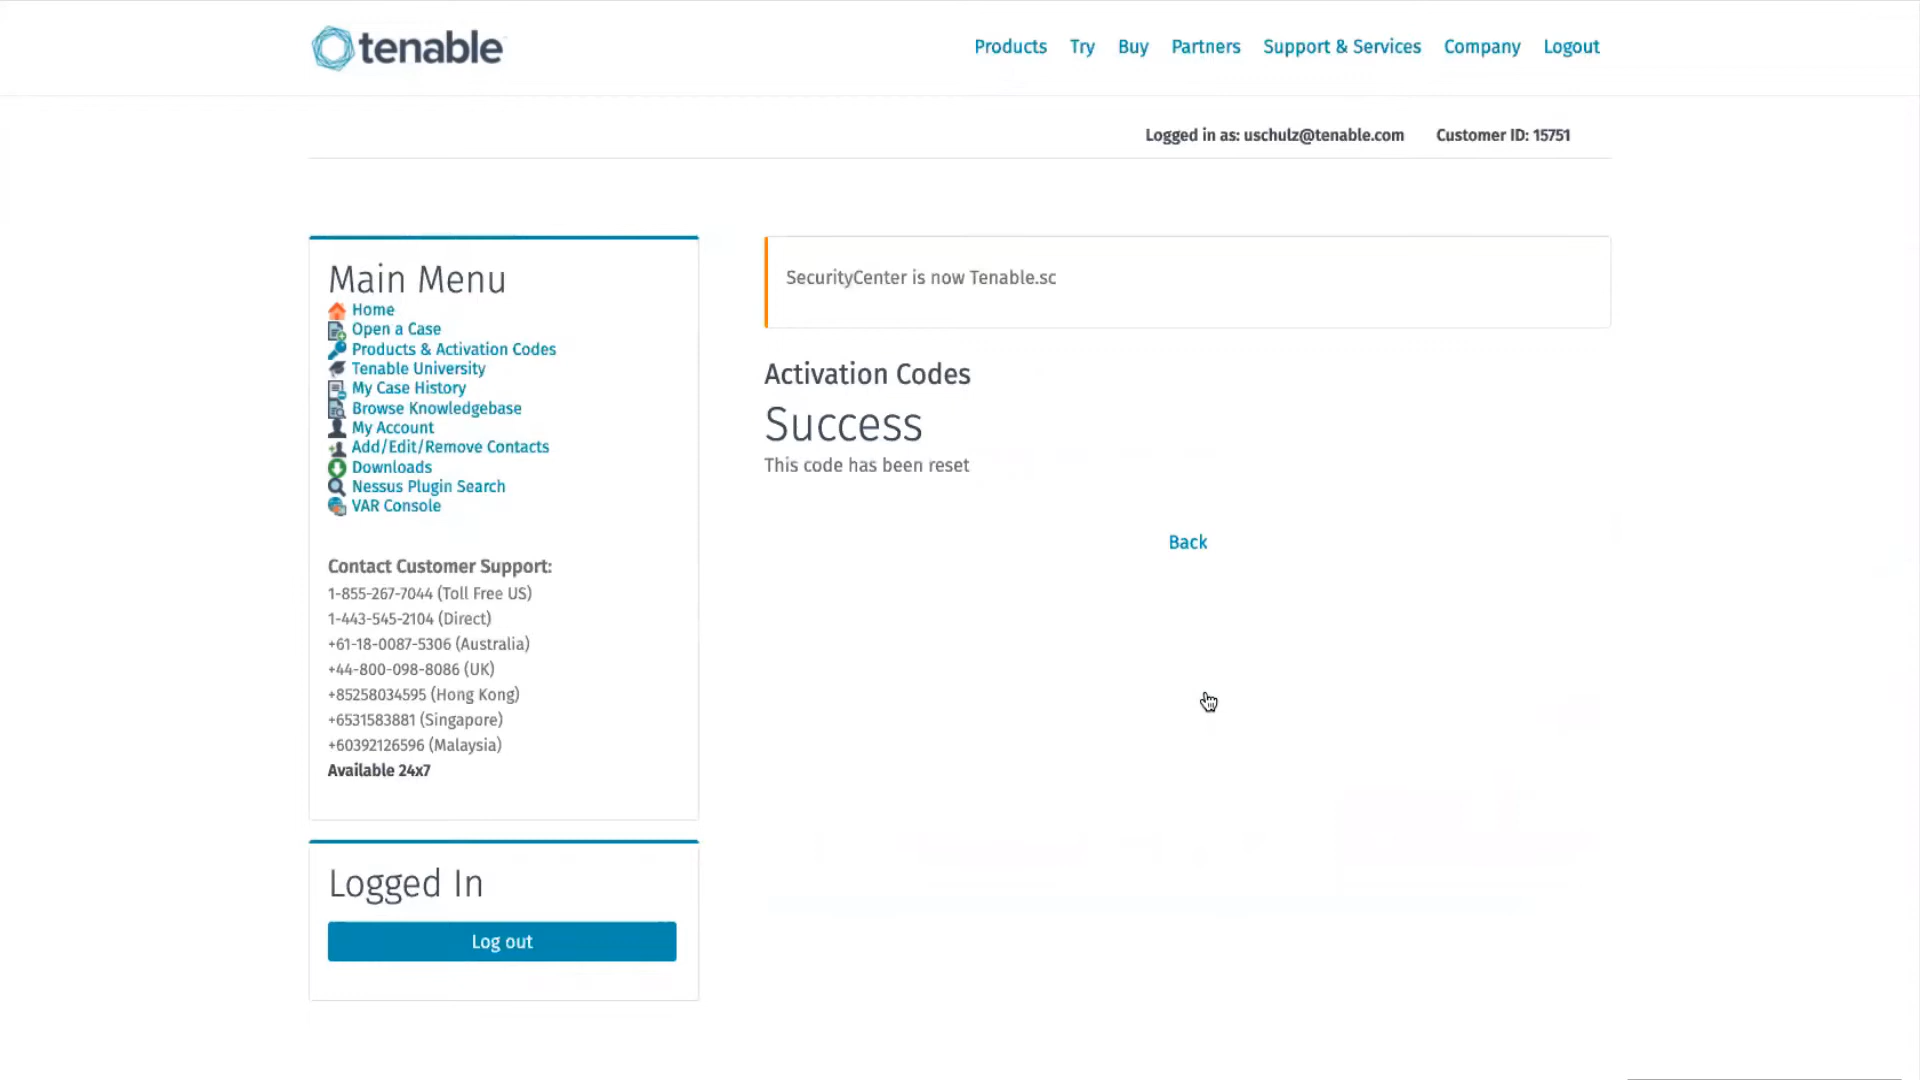 tenable
Products Try Buy Partners Support & Services Company Logout
Logged in as: uschulz@tenable.com Customer ID: 15751
Main Menu
Home
Open a Case
Products & Activation Codes
Tenable University
My Case History
Browse Knowledgebase
My Account
Add/Edit/Remove Contacts
Downloads
Nessus Plugin Search
VAR Console
Contact Customer Support:
1-855-267-7044 (Toll Free US)
1-443-545-2104 (Direct)
+61-18-0087-5306 (Australia)
+44-800-098-8086 (UK)
+85258034595 (Hong Kong)
+6531583881 (Singapore)
+60392126596 (Malaysia)
Available 24x7
Logged In
Log out
SecurityCenter is now Tenable.sc
Activation Codes
Success
This code has been reset
Back